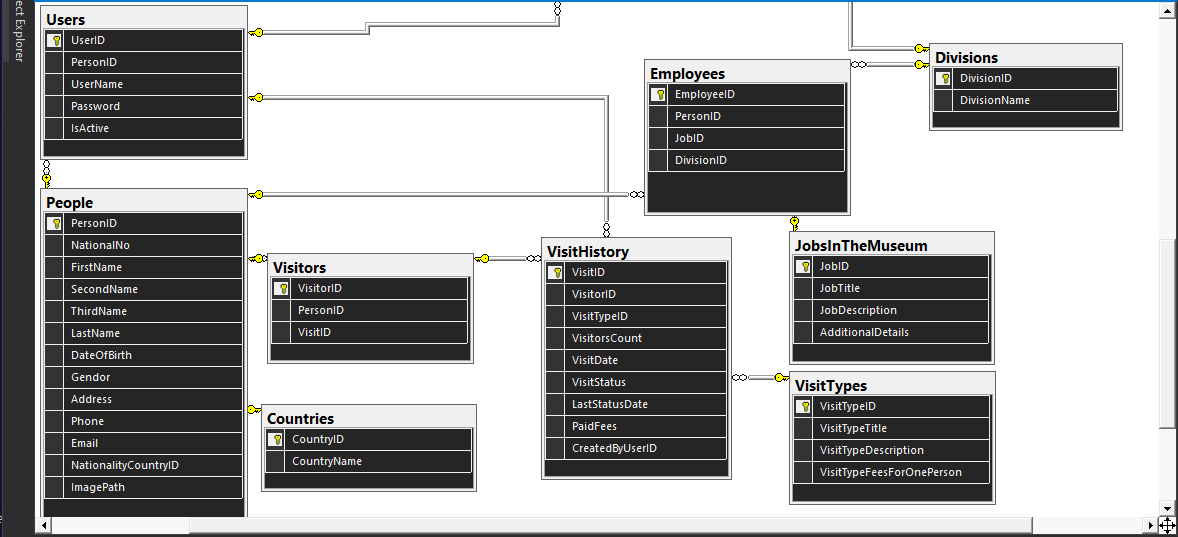 ect Explorer
Users
UserID
PersonID
UserName
Password
IsActive
People
PersonID
NationalNo
FirstName
SecondName
ThirdName
LastName
DateOfBirth
Gendor
Address
Phone
Email
NationalityCountryID
ImagePath
Visitors
VisitorID
PersonID
VisitID
Countries
CountryID
CountryName
VisitHistory
VisitID
VisitorID
VisitTypeID
VisitorsCount
VisitDate
VisitStatus
LastStatusDate
PaidFees
CreatedByUserID
Employees
EmployeeID
PersonID
JobID
DivisionID
Divisions
DivisionID
DivisionName
JobsInTheMuseum
JobID
JobTitle
JobDescription
AdditionalDetails
VisitTypes
VisitTypeID
VisitTypeTitle
VisitTypeDescription
VisitTypeFeesForOnePerson